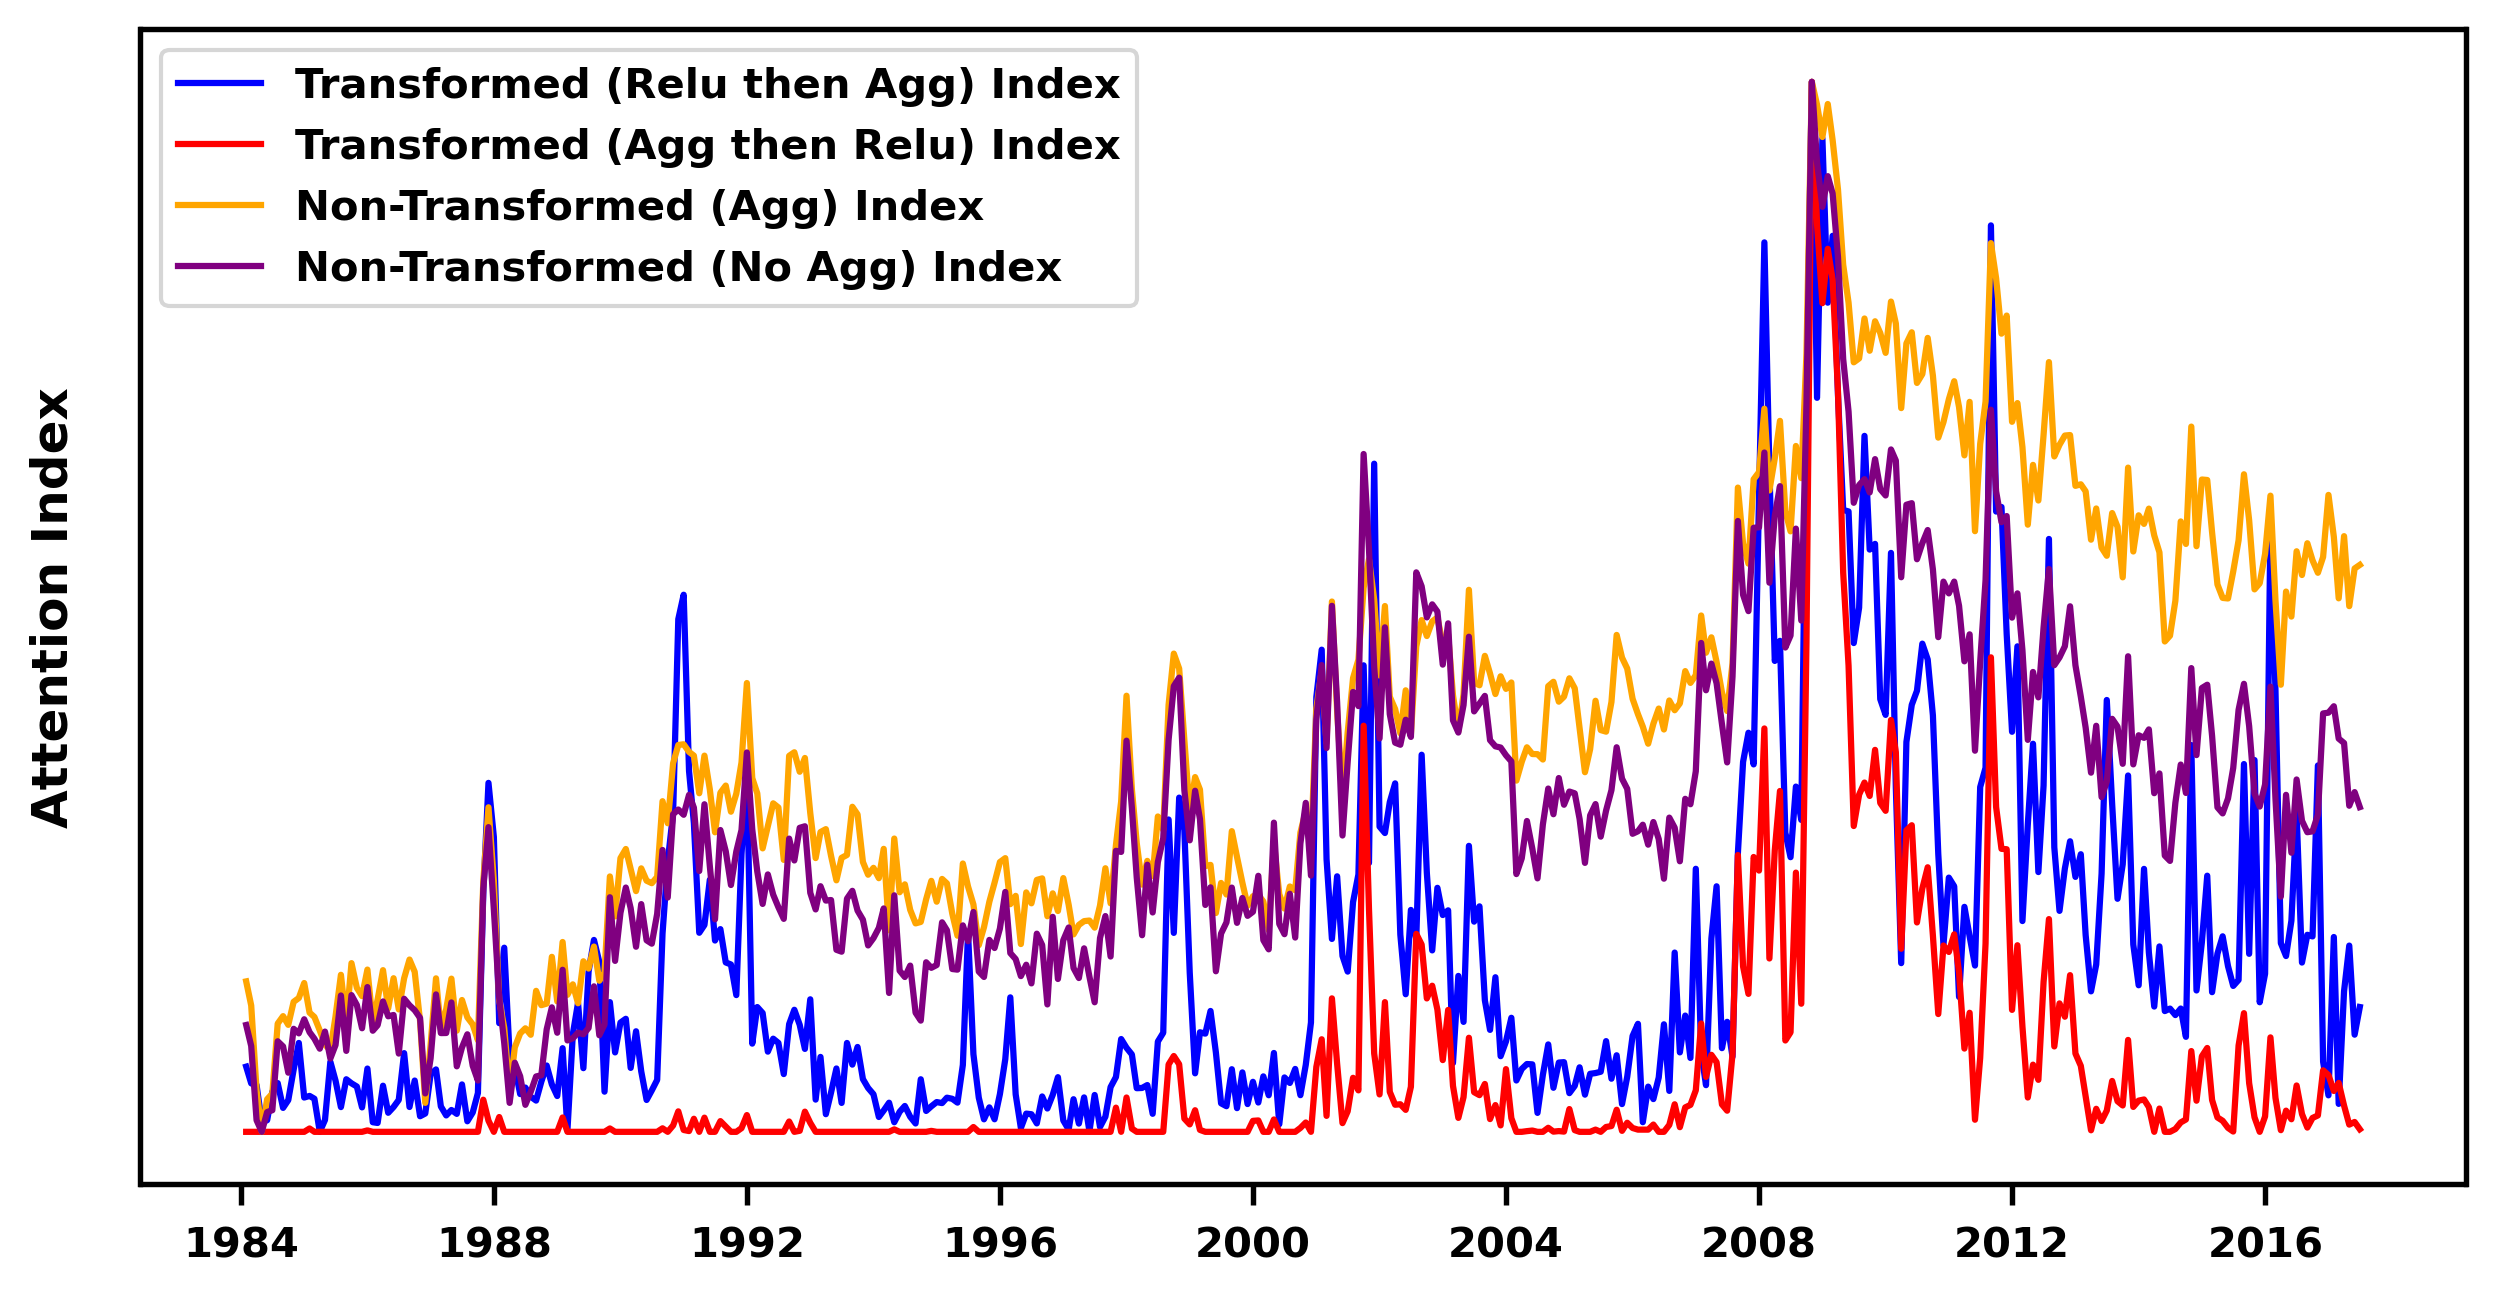 Transformed (Relu then Agg) Index
Transformed (Agg then Relu) Index
Non-Transformed (Agg) Index
Non-Transformed (No Agg) Index
Attention Index
1984 1988 1992 1996 2000 2004 2008 2012 2016